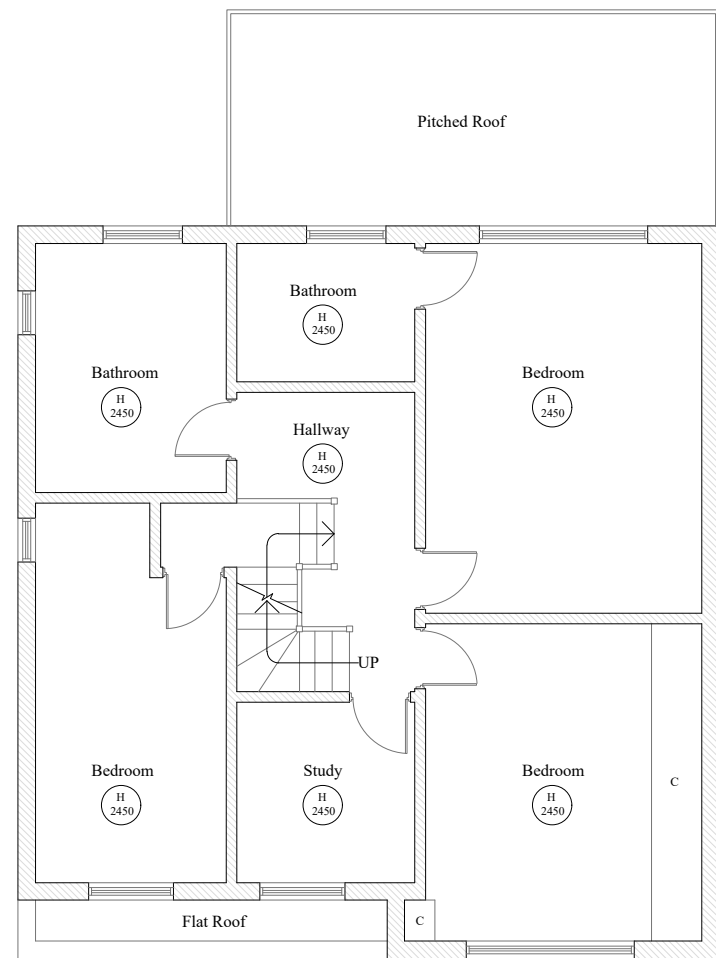 Pitched Roof
Bathroom
H
2450
Bathroom
H
2450
Bedroom
H
2450
Hallway
H
2450
UP
Bedroom
H
2450
Study
H
2450
Bedroom
H
2450
C
Flat Roof
C